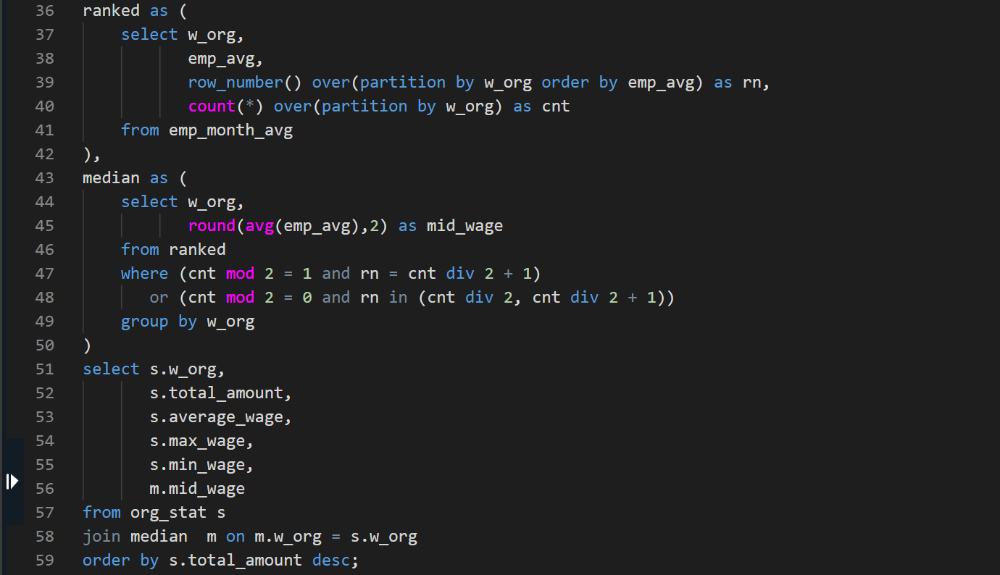 36 ranked as (
37     select w_org,
38            emp_avg,
39            row_number() over(partition by w_org order by emp_avg) as rn,
40            count(*) over(partition by w_org) as cnt
41     from emp_month_avg
42 ),
43 median as (
44     select w_org,
45            round(avg(emp_avg),2) as mid_wage
46     from ranked
47     where (cnt mod 2 = 1 and rn = cnt div 2 + 1)
48        or (cnt mod 2 = 0 and rn in (cnt div 2, cnt div 2 + 1))
49     group by w_org
50 )
51 select s.w_org,
52        s.total_amount,
53        s.average_wage,
54        s.max_wage,
55        s.min_wage,
56        m.mid_wage
57 from org_stat s
58 join median  m on m.w_org = s.w_org
59 order by s.total_amount desc;